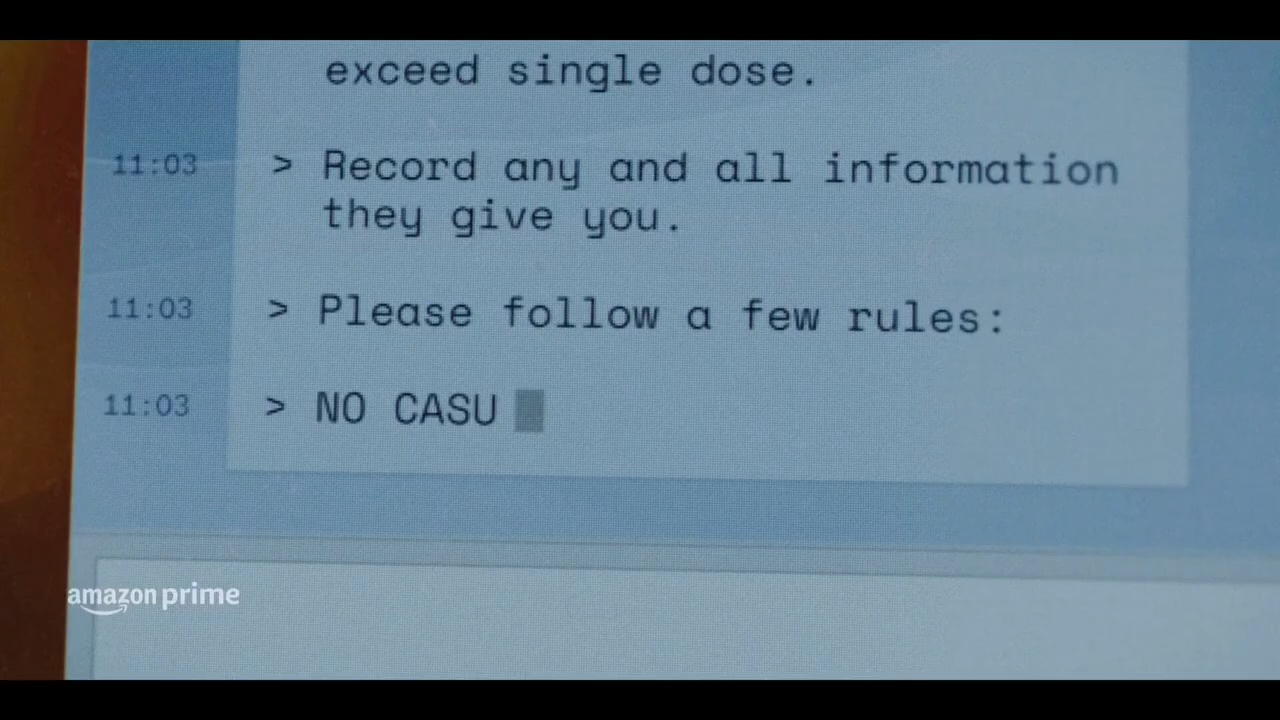 exceed single dose.
11:03 > Record any and all information
they give you.
11:03 > Please follow a few rules:
11:03 > NO CASU
amazon prime